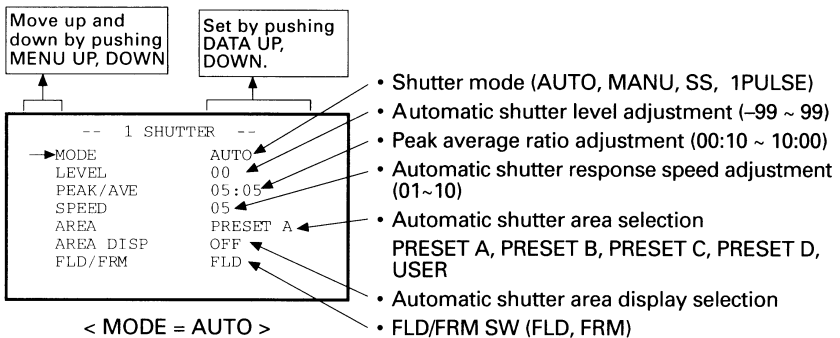 Move up and
down by pushing
MENU UP, DOWN
Set by pushing
DATA UP,
DOWN.
-- 1 SHUTTER --
MODE AUTO
LEVEL 00
PEAK/AVE 05:05
SPEED 05
AREA PRESET A
AREA DISP OFF
FLD/FRM FLD
< MODE = AUTO >
• Shutter mode (AUTO, MANU, SS, 1PULSE)
• Automatic shutter level adjustment (–99 ~ 99)
• Peak average ratio adjustment (00:10 ~ 10:00)
• Automatic shutter response speed adjustment
(01~10)
• Automatic shutter area selection
PRESET A, PRESET B, PRESET C, PRESET D,
USER
• Automatic shutter area display selection
• FLD/FRM SW (FLD, FRM)